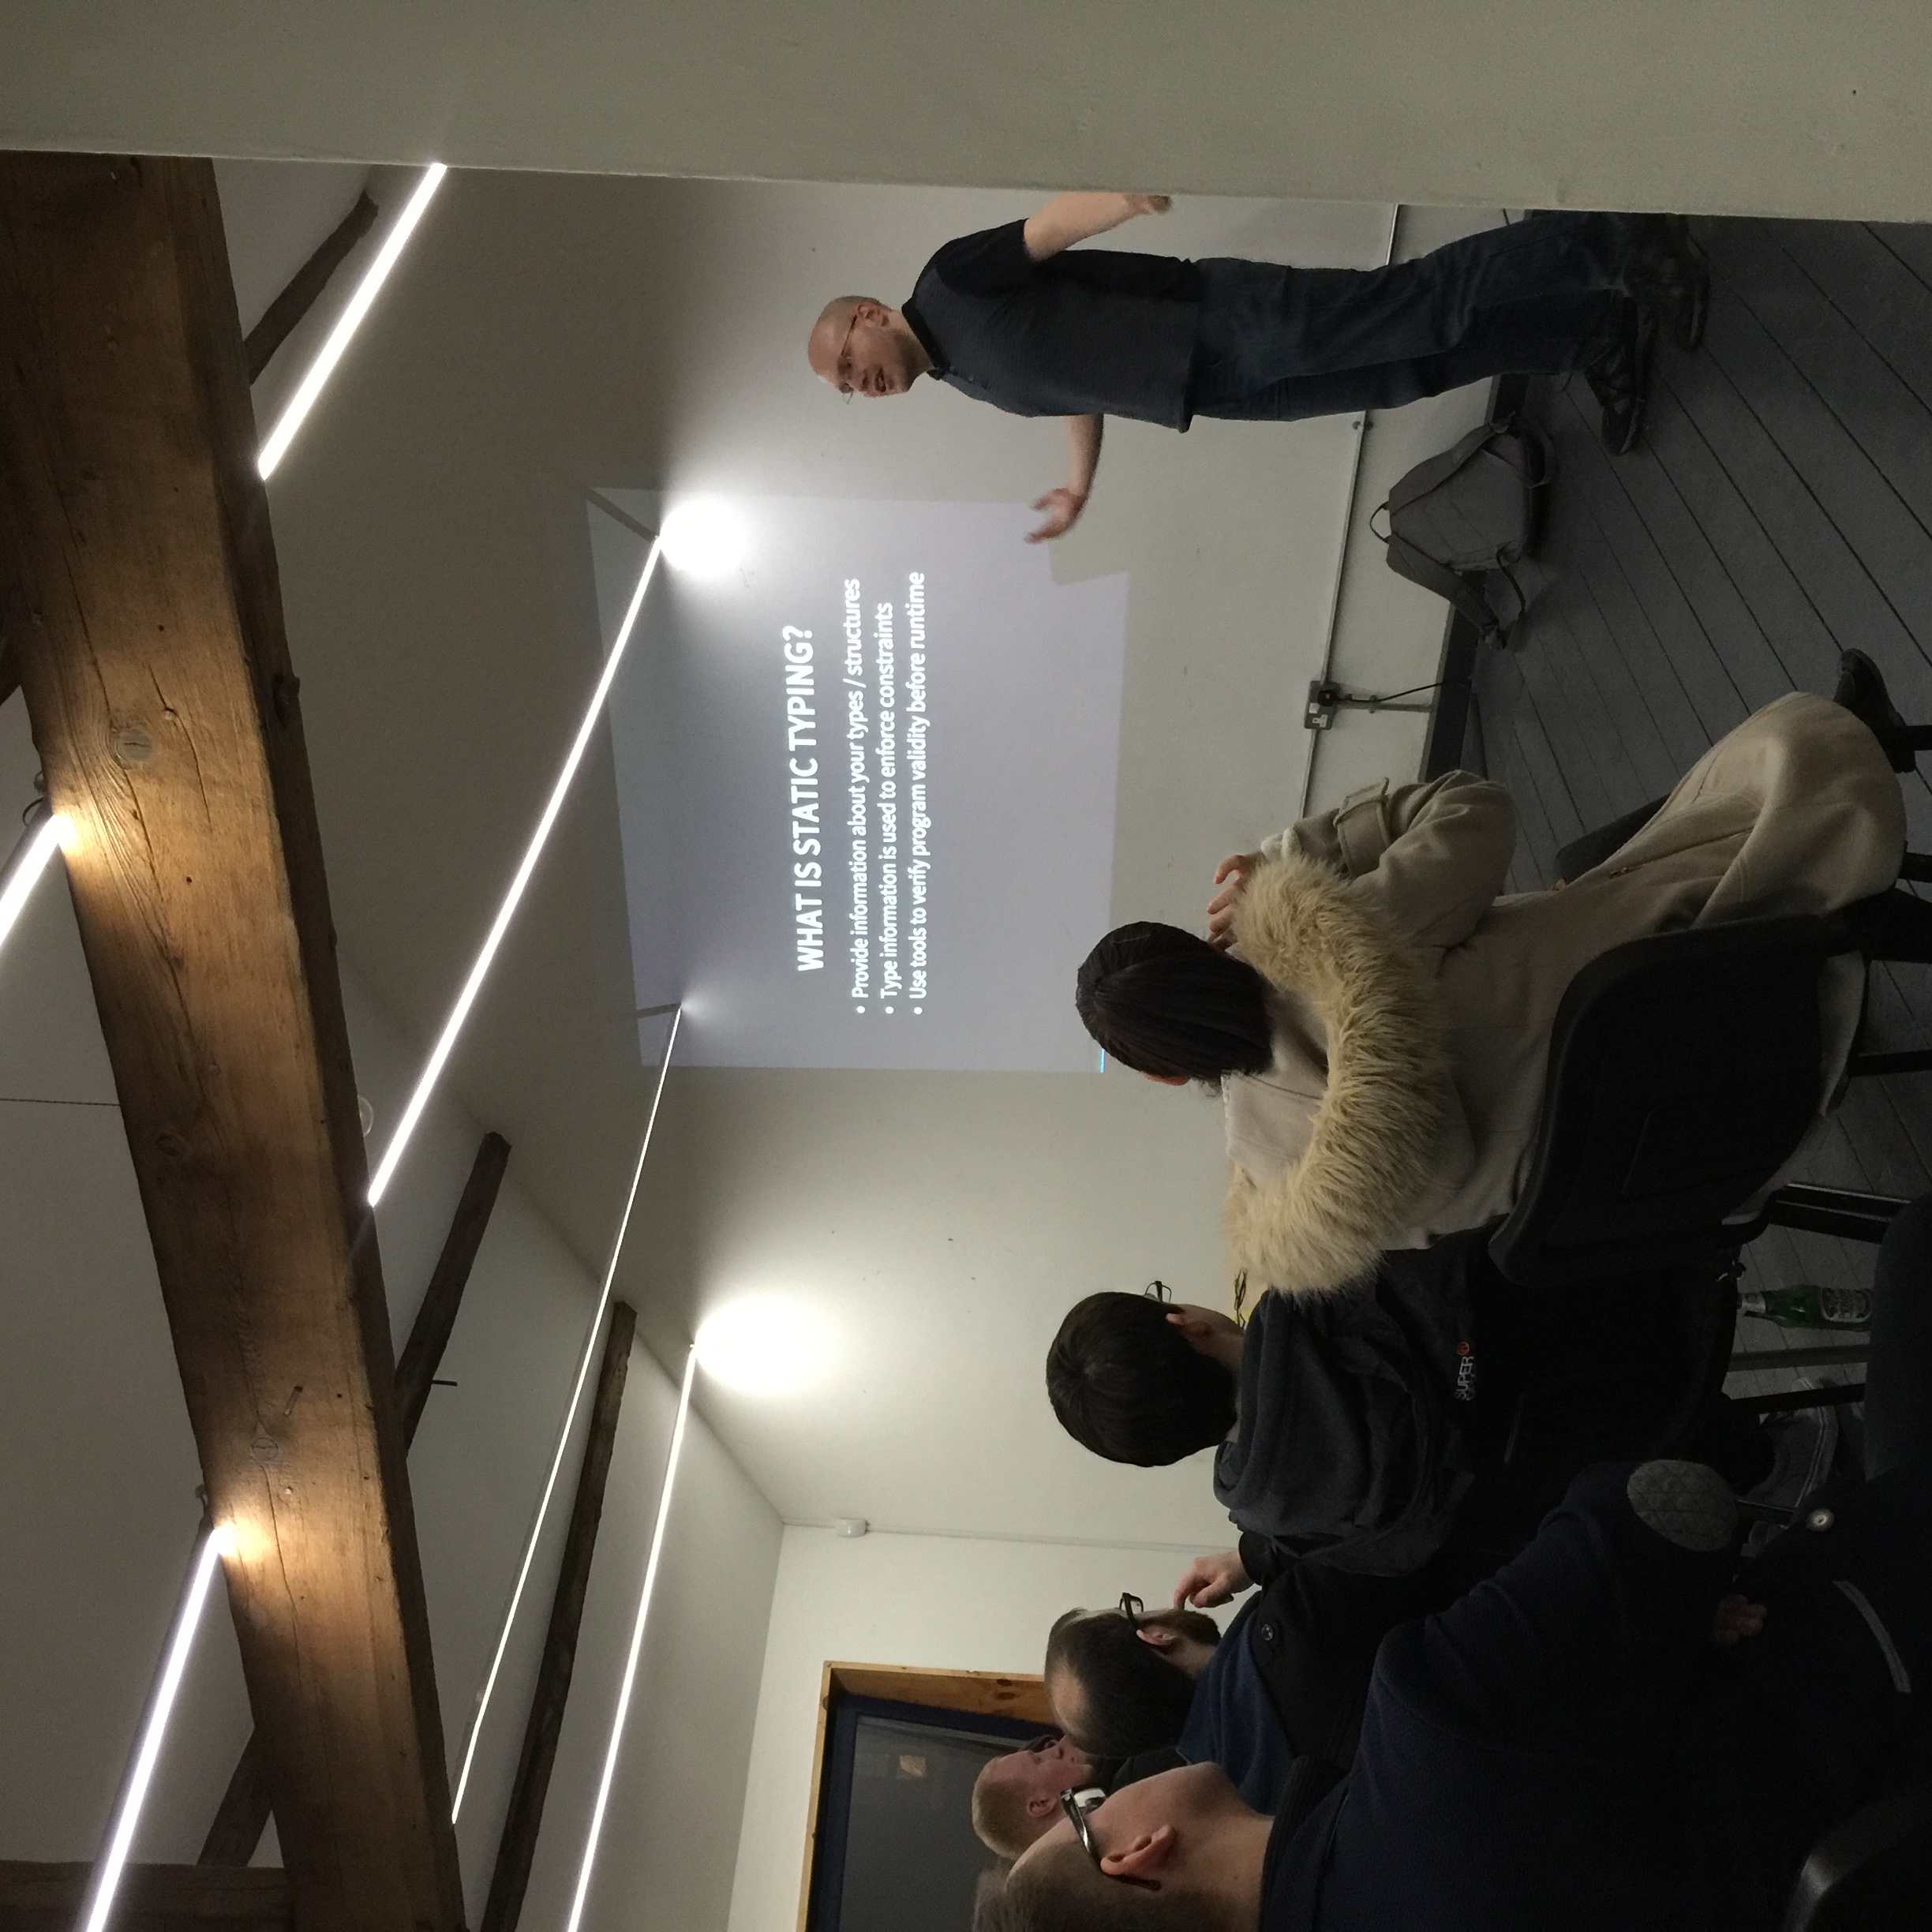 WHAT IS STATIC TYPING?
• Provide information about your types / structures
• Type information is used to enforce constraints
• Use tools to verify program validity before runtime
SUPER